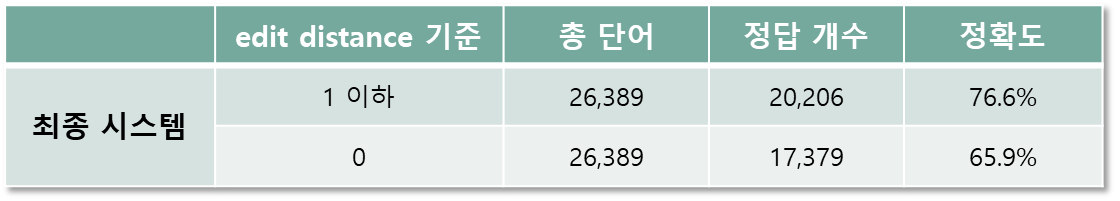 edit distance 기준 총 단어 정답 개수 정확도
최종 시스템
1 이하 26,389 20,206 76.6%
0 26,389 17,379 65.9%